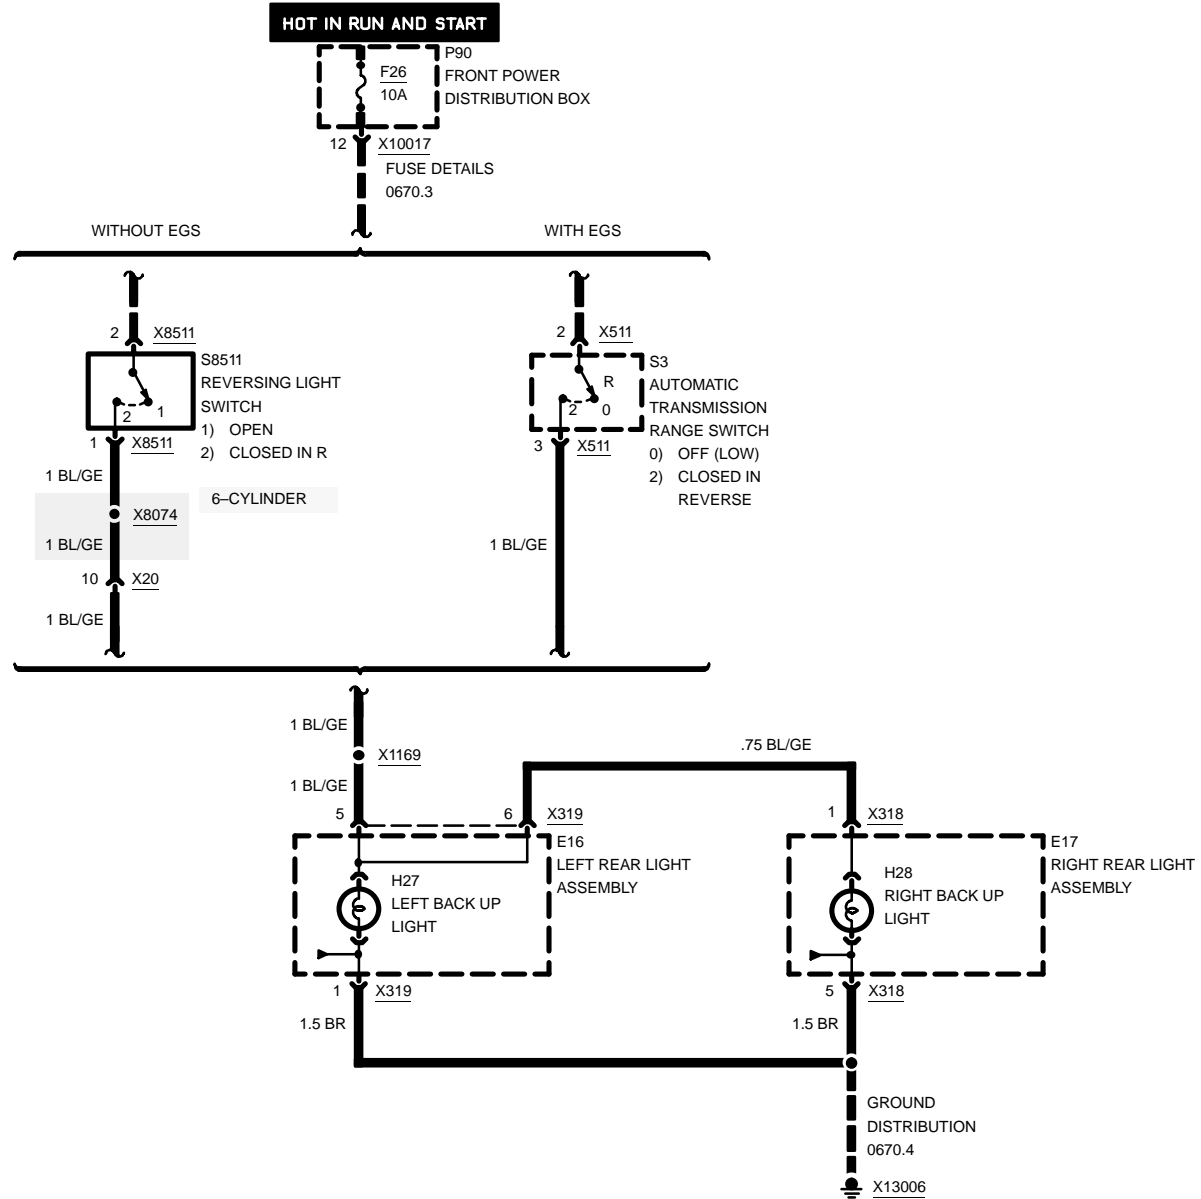 HOT IN RUN AND START
P90
FRONT POWER
DISTRIBUTION BOX
F26
10A
12 X10017
FUSE DETAILS
0670.3
WITHOUT EGS
WITH EGS
2 X8511
S8511
REVERSING LIGHT
SWITCH
1) OPEN
2) CLOSED IN R
2 1
1 X8511
1 BL/GE
6–CYLINDER
X8074
1 BL/GE
10 X20
1 BL/GE
2 X511
S3
AUTOMATIC
TRANSMISSION
RANGE SWITCH
0) OFF (LOW)
2) CLOSED IN
REVERSE
R
2 0
3 X511
1 BL/GE
1 BL/GE
X1169
1 BL/GE
.75 BL/GE
5 6 X319
1 X318
E16
LEFT REAR LIGHT
ASSEMBLY
H27
LEFT BACK UP
LIGHT
E17
RIGHT REAR LIGHT
ASSEMBLY
H28
RIGHT BACK UP
LIGHT
1 X319
5 X318
1.5 BR
1.5 BR
GROUND
DISTRIBUTION
0670.4
X13006